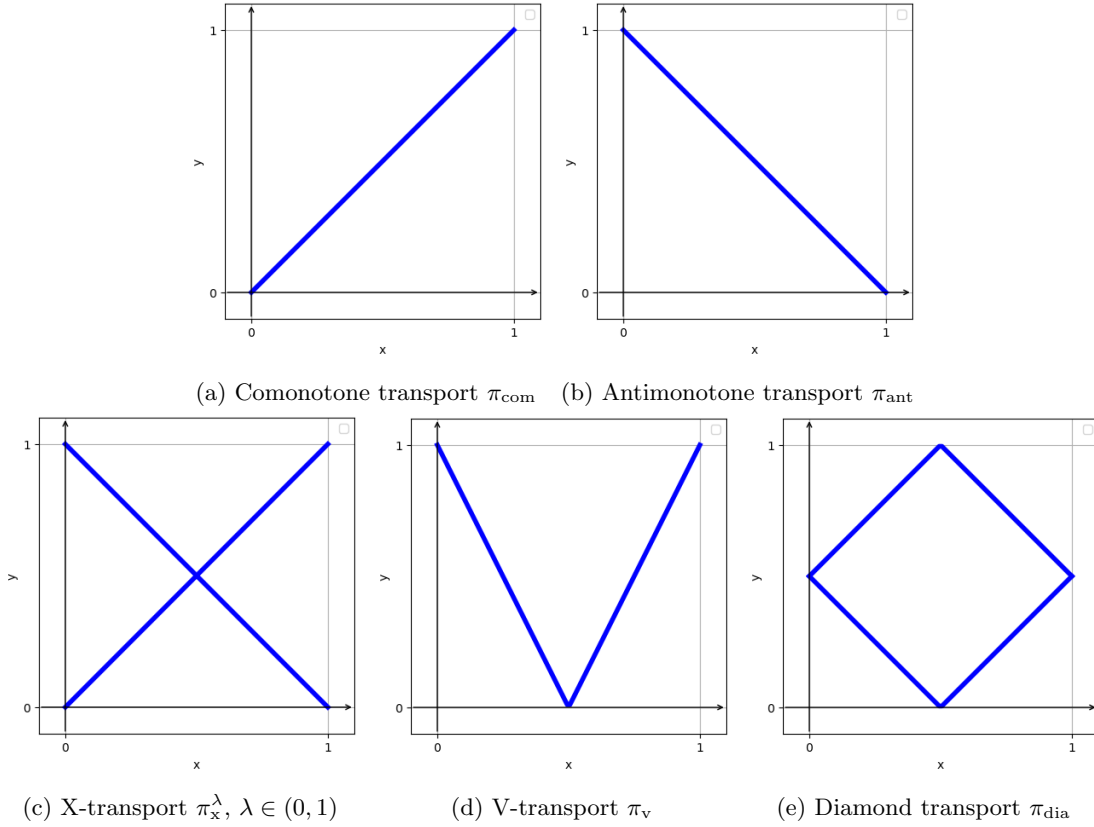 1
y
0
0
1
x
1
y
0
0
1
x
(a) Comonotone transport π_com
(b) Antimonotone transport π_ant
1
y
0
0
1
x
1
y
0
0
1
x
1
y
0
0
1
x
(c) X-transport π_x^λ, λ ∈ (0, 1)
(d) V-transport π_v
(e) Diamond transport π_dia